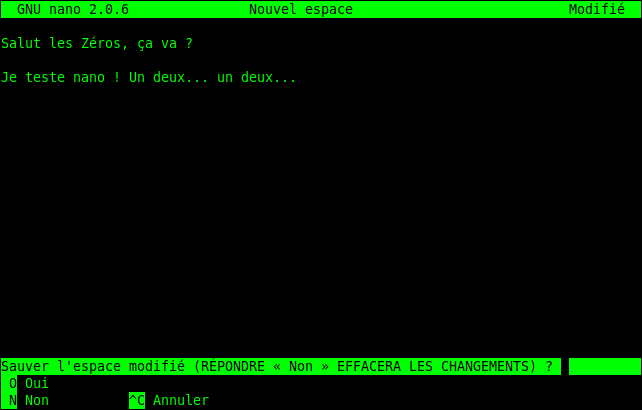 GNU nano 2.0.6 Nouvel espace Modifié
Salut les Zéros, ça va ?
Je teste nano ! Un deux... un deux...
Sauver l'espace modifié (RÉPONDRE « Non » EFFACERA LES CHANGEMENTS) ?
O Oui
N Non ^C Annuler